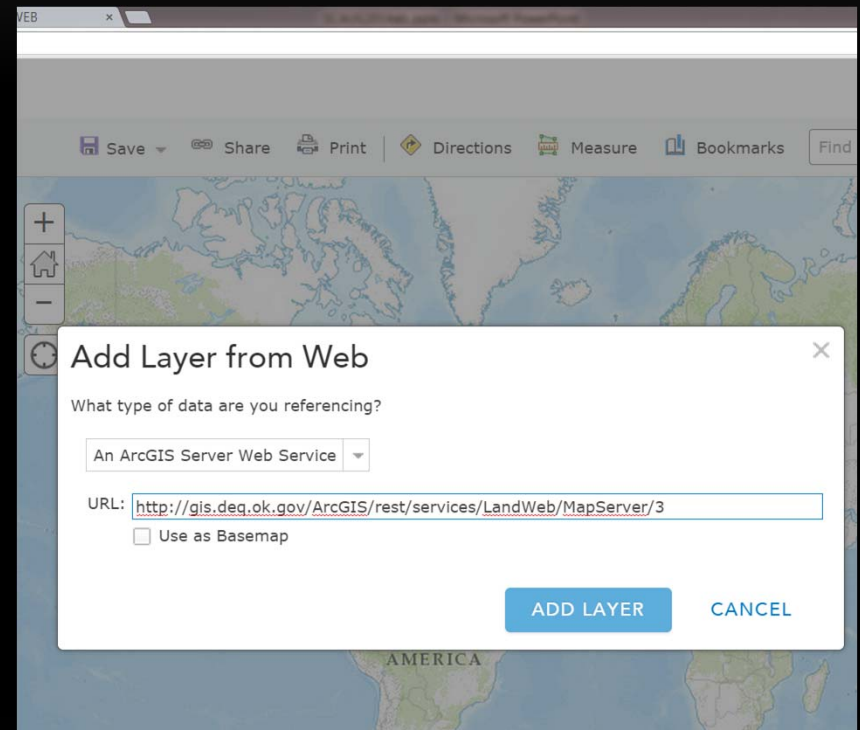 WEB ×
Save Share Print Directions Measure Bookmarks Find
+
−
Add Layer from Web ×
What type of data are you referencing?
An ArcGIS Server Web Service
URL: http://gis.deq.ok.gov/ArcGIS/rest/services/LandWeb/MapServer/3
Use as Basemap
ADD LAYER CANCEL
AMERICA